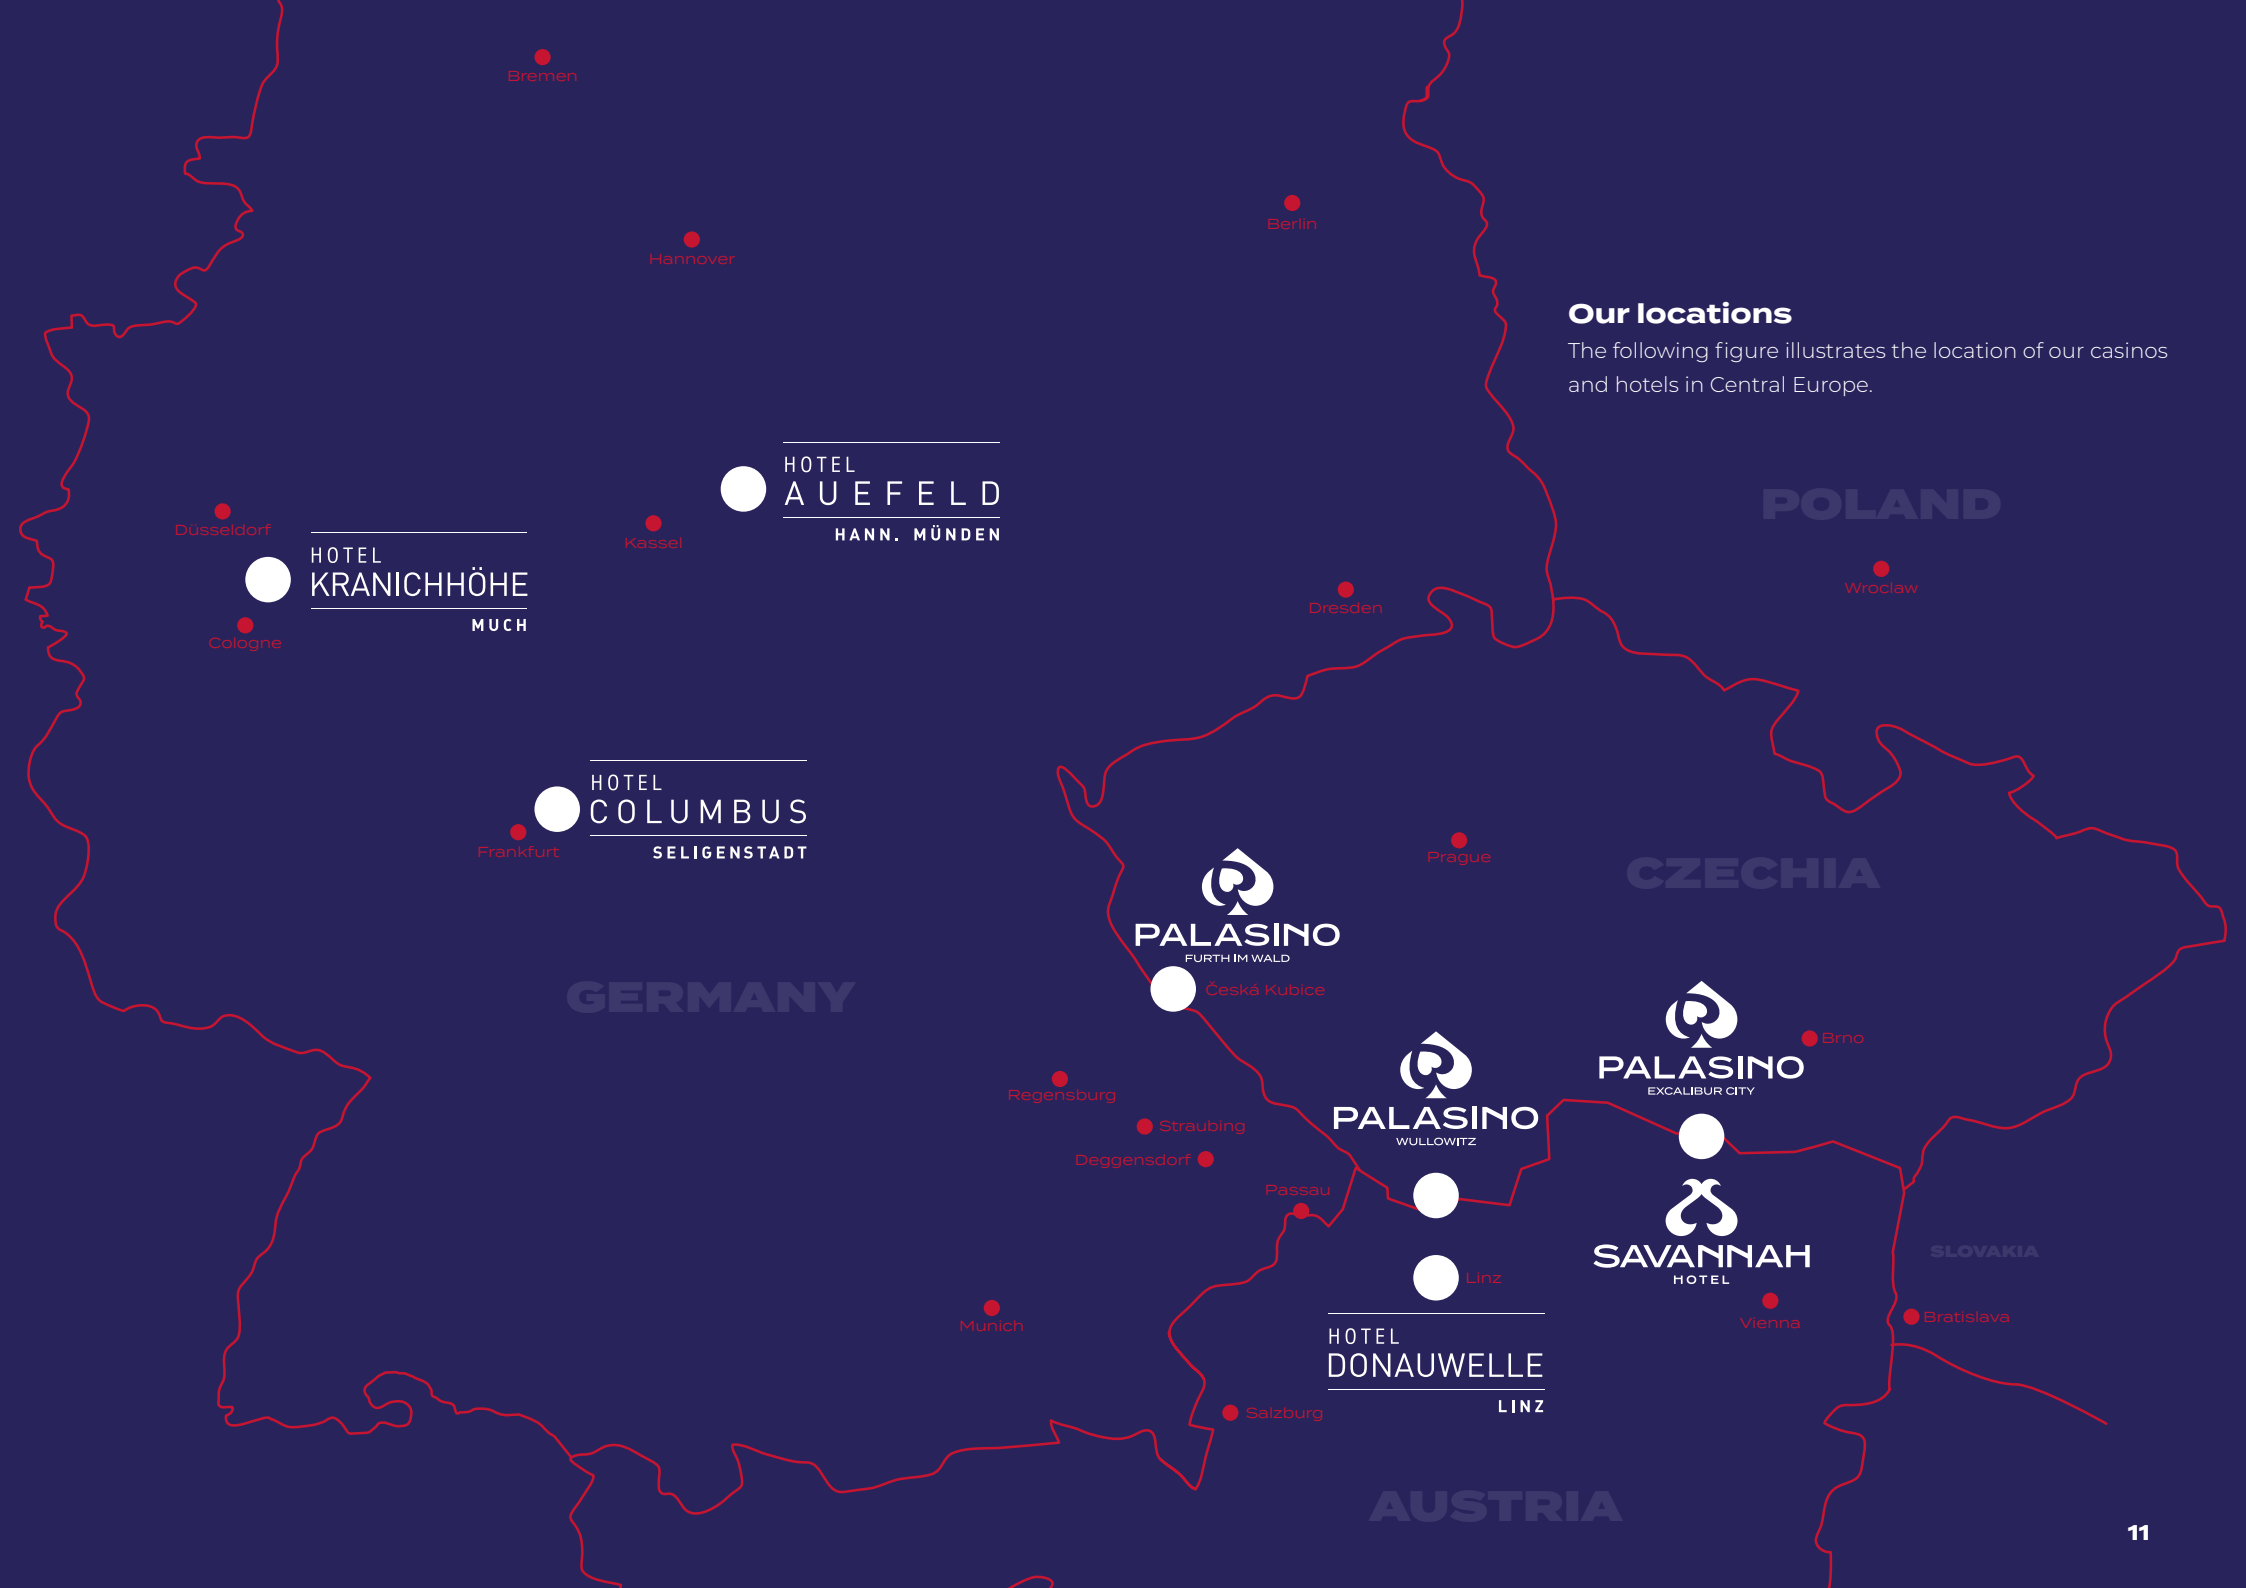 Bremen
Berlin
Hannover
Our locations
The following figure illustrates the location of our casinos
and hotels in Central Europe.
HOTEL
AUEFELD
HANN. MÜNDEN
POLAND
Düsseldorf
Kassel
HOTEL
KRANICHHÖHE
MUCH
Wroclaw
Dresden
Cologne
HOTEL
COLUMBUS
SELIGENSTADT
Frankfurt
Prague
CZECHIA
PALASINO
FURTH IM WALD
Česká Kubice
GERMANY
Brno
PALASINO
EXCALIBUR CITY
Regensburg
PALASINO
WULLOWITZ
Straubing
Deggensdorf
Passau
SAVANNAH
HOTEL
SLOVAKIA
Linz
Munich
Vienna
Bratislava
HOTEL
DONAUWELLE
LINZ
Salzburg
AUSTRIA
11